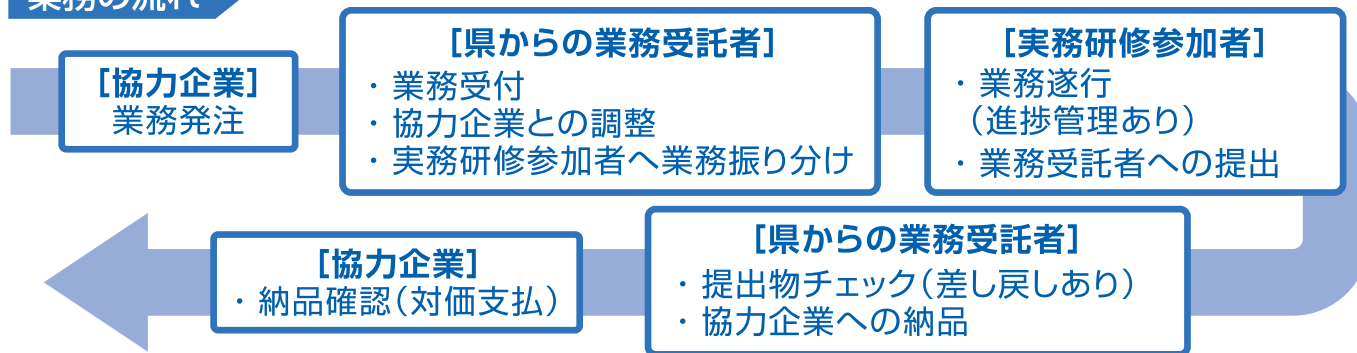 業務の流れ
[協力企業]
業務発注
[県からの業務受託者]
・業務受付
・協力企業との調整
・実務研修参加者へ業務振り分け
[実務研修参加者]
・業務遂行
（進捗管理あり）
・業務受託者への提出
[県からの業務受託者]
・提出物チェック（差し戻しあり）
・協力企業への納品
[協力企業]
・納品確認（対価支払）